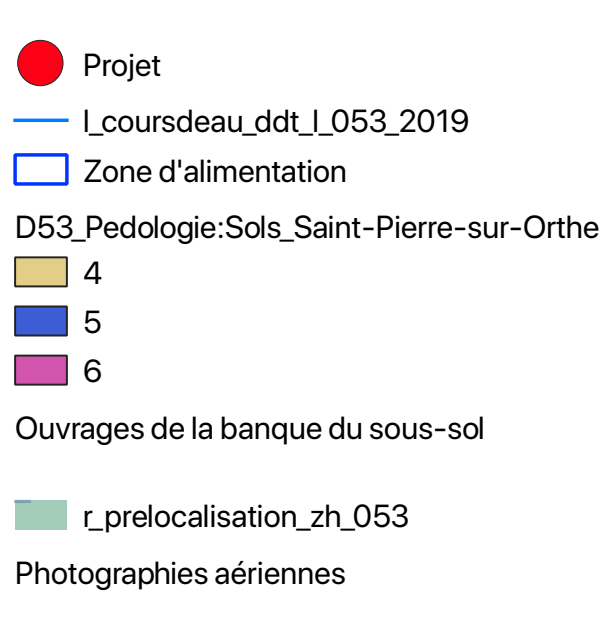 Projet
l_coursdeau_ddt_l_053_2019
Zone d'alimentation
D53_Pedologie:Sols_Saint-Pierre-sur-Orthe
4
5
6
Ouvrages de la banque du sous-sol
r_prelocalisation_zh_053
Photographies aériennes